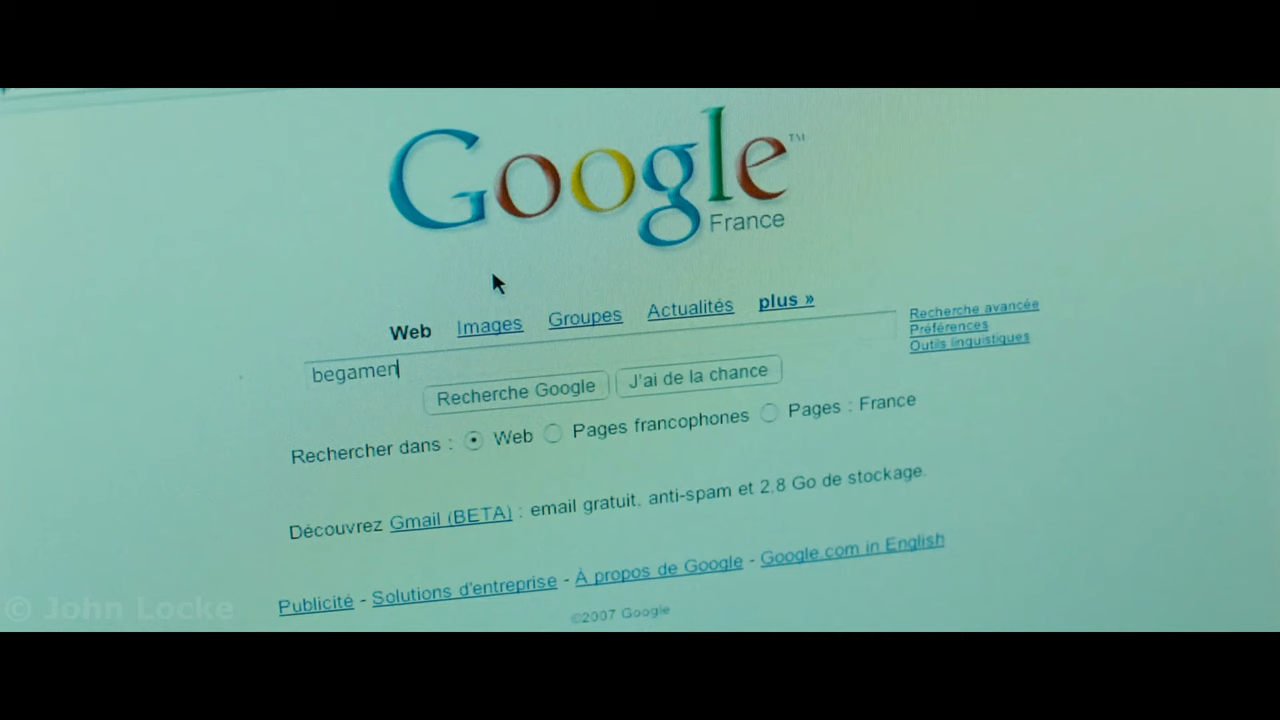 Google™
France
Web Images Groupes Actualités plus »
Recherche avancée
Préférences
Outils linguistiques
begamen
Recherche Google J'ai de la chance
Rechercher dans : Web Pages francophones Pages : France
Découvrez Gmail (BETA) : email gratuit, anti-spam et 2,8 Go de stockage.
Publicité - Solutions d'entreprise - À propos de Google - Google.com in English
©2007 Google
© John Locke